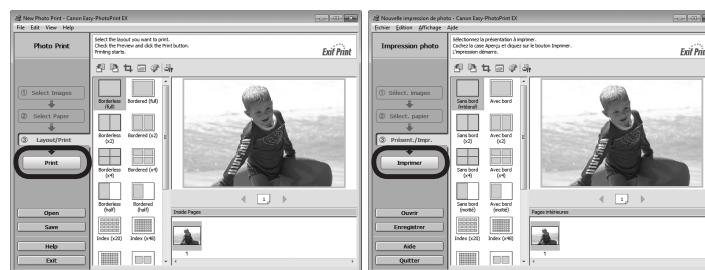 New Photo Print - Canon Easy-PhotoPrint EX
File Edit View Help
Photo Print
Select the layout you want to print.
Check the Preview and click the Print button.
Printing starts.
Exif Print
① Select Images
② Select Paper
③ Layout/Print
Print
Open
Save
Help
Exit
Borderless (full)
Bordered (full)
Borderless (x2)
Bordered (x2)
Borderless (x4)
Bordered (x4)
Borderless (half)
Bordered (half)
Index (x20)
Index (x48)
1
Inside Pages
1
Nouvelle impression de photo - Canon Easy-PhotoPrint EX
Fichier Edition Affichage Aide
Impression photo
Sélectionnez la présentation à imprimer.
Cochez la case Aperçu et cliquez sur le bouton Imprimer.
L'impression démarre.
Exif Print
① Sélect. images
② Sélect. papier
③ Présent./Impr.
Imprimer
Ouvrir
Enregistrer
Aide
Quitter
Sans bord (intégral)
Avec bord
Sans bord (x2)
Avec bord (x2)
Sans bord (x4)
Avec bord (x4)
Sans bord (moitié)
Avec bord (moitié)
Index (x20)
Index (x48)
1
Pages intérieures
1